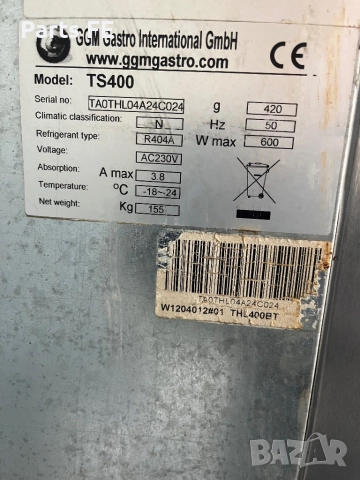 Parts EE
G GGM Gastro International GmbH
www.ggmgastro.com
CE
Model: TS400
Serial no: TA0THL04A24C024 g 420
Climatic classification: N Hz 50
Refrigerant type: R404A W max 600
Voltage: AC230V
Absorption: A max 3.8
Temperature: °C -18~-24
Net weight: Kg 155
TA0THL04A24C024
W1204012#01 THL400BT
BAZAR